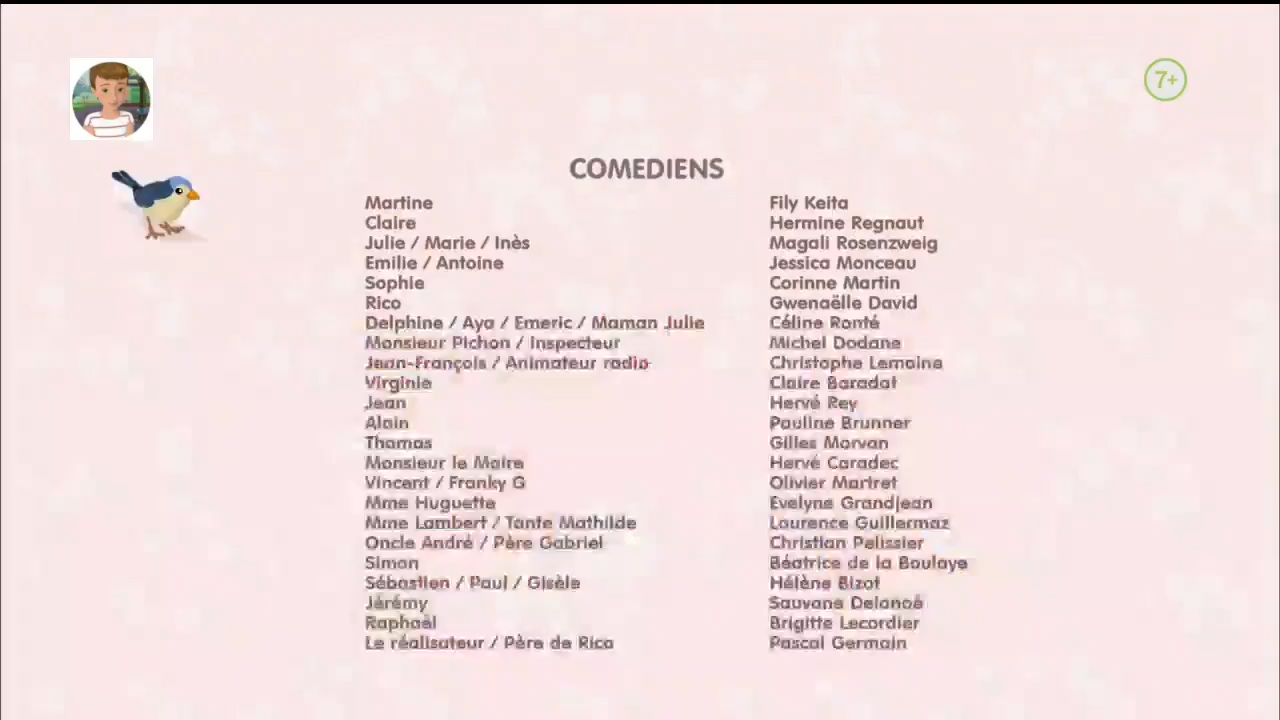 7+
COMEDIENS
Martine Fily Keita
Claire Hermine Regnaut
Julie / Marie / Inès Magali Rosenzweig
Emilie / Antoine Jessica Monceau
Sophie Corinne Martin
Rico Gwenaëlle David
Delphine / Aya / Emeric / Maman Julie Céline Ronté
Monsieur Pichon / Inspecteur Michel Dodane
Jean-François / Animateur radio Christophe Lemoine
Virginie Claire Baradat
Jean Hervé Rey
Alain Pauline Brunner
Thomas Gilles Morvan
Monsieur le Maire Hervé Caradec
Vincent / Franky G Olivier Martret
Mme Huguette Evelyne Grandjean
Mme Lambert / Tante Mathilde Laurence Guillermaz
Oncle André / Père Gabriel Christian Pelissier
Simon Béatrice de la Boulaye
Sébastien / Paul / Gisèle Hélène Bizot
Jérémy Sauvane Delanoë
Raphaël Brigitte Lecordier
Le réalisateur / Père de Rico Pascal Germain